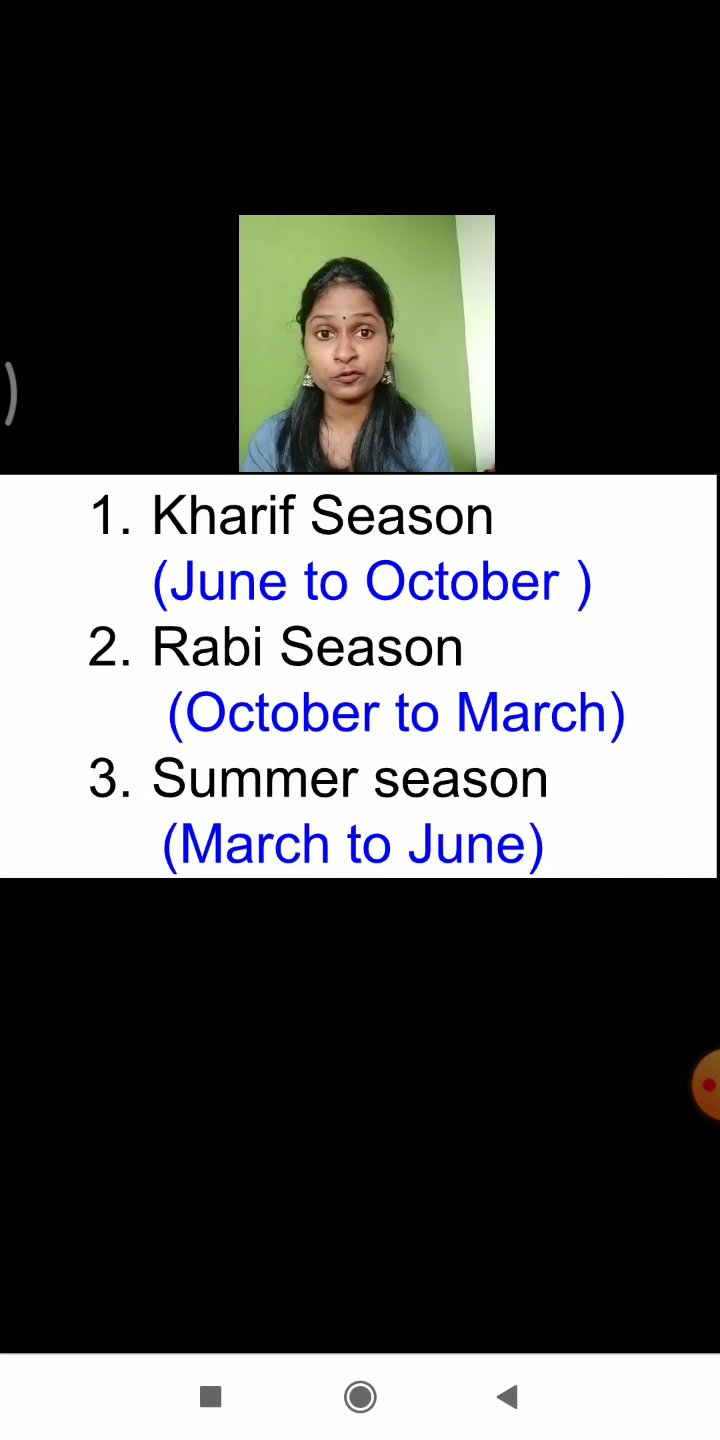 1. Kharif Season
(June to October )
2. Rabi Season
(October to March)
3. Summer season
(March to June)